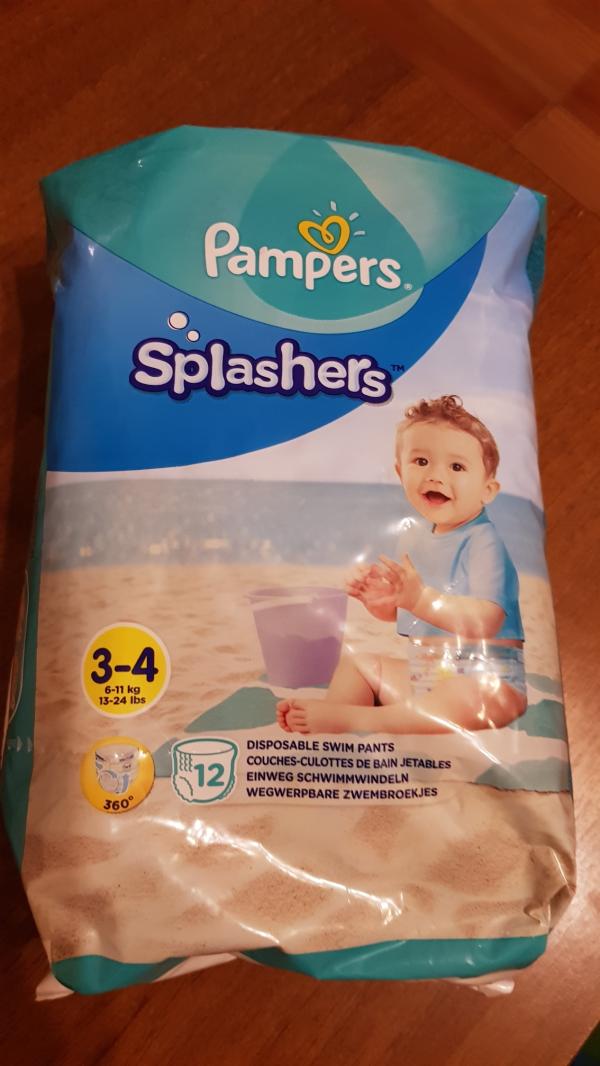 Pampers®
Splashers™
3-4
6-11 kg
13-24 lbs
360°
12
DISPOSABLE SWIM PANTS
COUCHES-CULOTTES DE BAIN JETABLES
EINWEG SCHWIMMWINDELN
WEGWERPBARE ZWEMBROEKJES